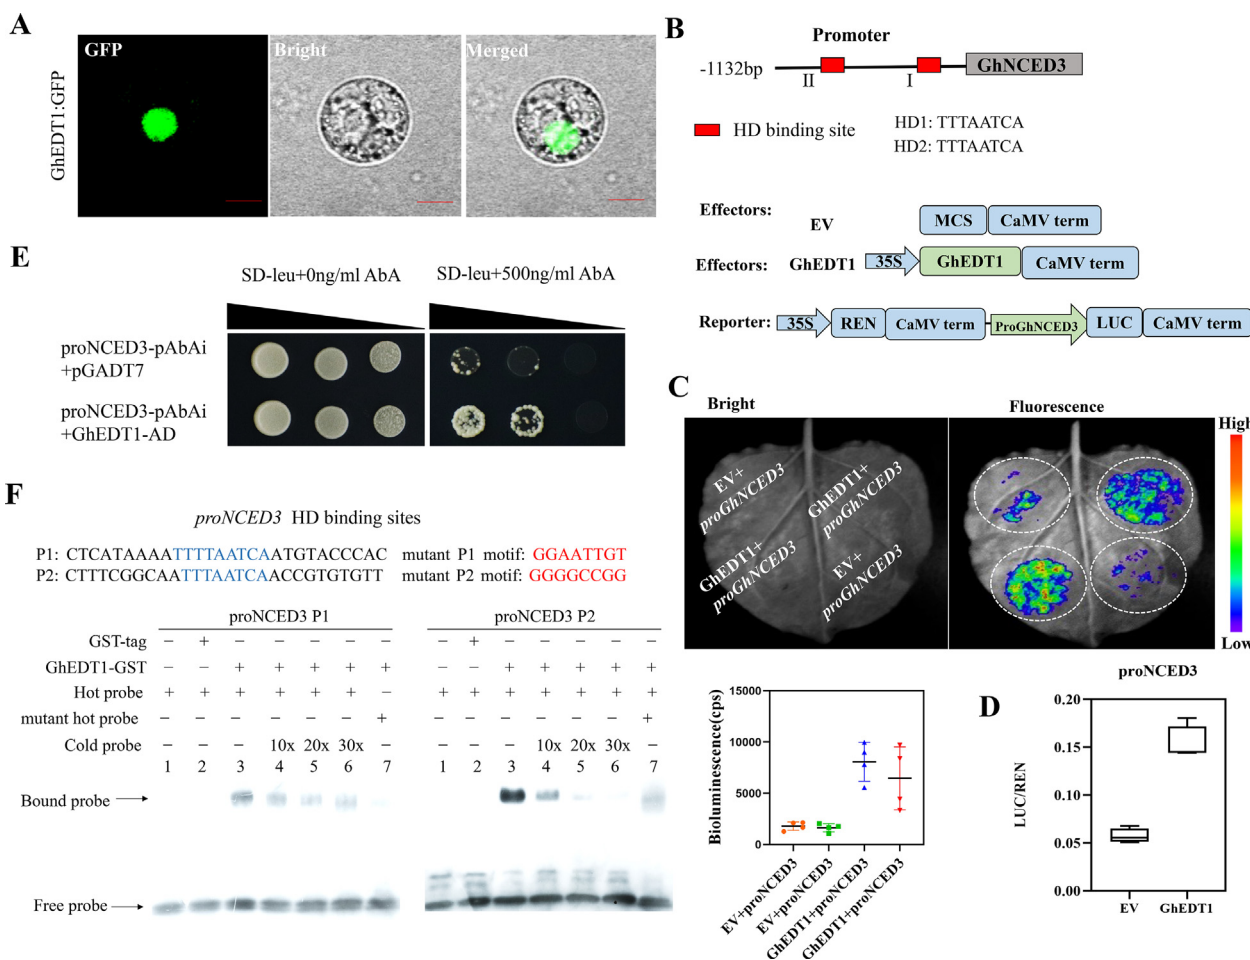 A
GFP
Bright
Merged
GhEDT1:GFP
B
Promoter
-1132bp
GhNCED3
II
I
HD binding site
HD1: TTTAATCA
HD2: TTTAATCA
Effectors:
EV
MCS
CaMV term
Effectors:
GhEDT1
35S
GhEDT1
CaMV term
Reporter:
35S
REN
CaMV term
ProGhNCED3
LUC
CaMV term
E
SD-leu+0ng/ml AbA
SD-leu+500ng/ml AbA
proNCED3-pAbAi
+pGADT7
proNCED3-pAbAi
+GhEDT1-AD
C
Bright
Fluorescence
EV+
proGhNCED3
GhEDT1+
proGhNCED3
GhEDT1+
proGhNCED3
EV+
proGhNCED3
High
Low
F
proNCED3 HD binding sites
P1: CTCATAAAATTTTAATCAATGTACCCAC mutant P1 motif: GGAATTGT
P2: CTTTCGGCAATTTAATCAACCGTGTGTT mutant P2 motif: GGGGCCGG
proNCED3 P1
proNCED3 P2
GST-tag − + − − − − − − + − − − − −
GhEDT1-GST − − + + + + + − − + + + + +
Hot probe + + + + + + − + + + + + + +
mutant hot probe − − − − − − + − − − − − − +
Cold probe − − − 10x 20x 30x − − − − 10x 20x 30x −
1 2 3 4 5 6 7 1 2 3 4 5 6 7
Bound probe
Free probe
Bioluminescence(cps)
15000
10000
5000
0
EV+proNCED3
EV+proNCED3
GhEDT1+proNCED3
GhEDT1+proNCED3
D
proNCED3
LUC/REN
0.20
0.15
0.10
0.05
0.00
EV
GhEDT1